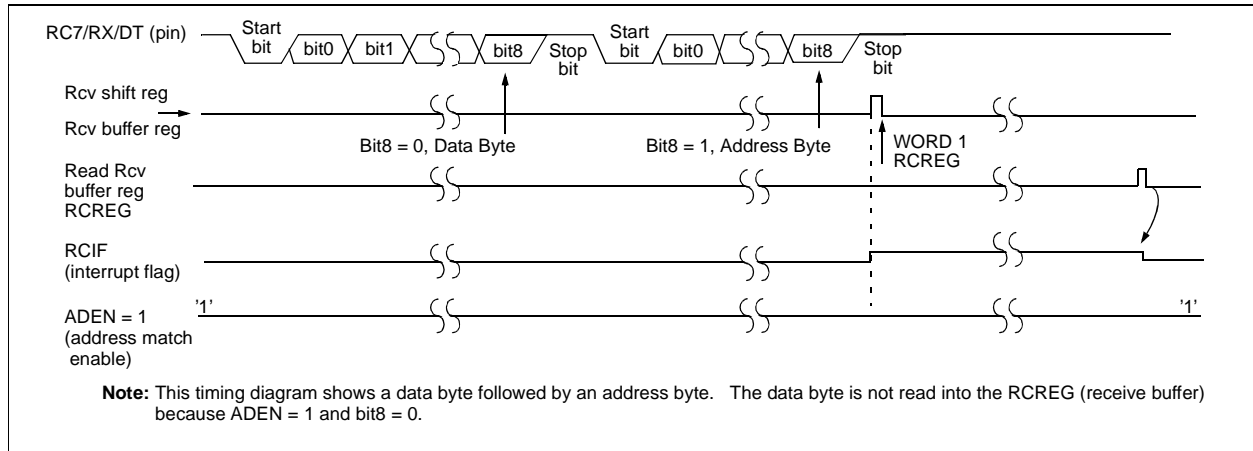 RC7/RX/DT (pin)
Start
bit
bit0
bit1
bit8
Stop
bit
Start
bit
bit0
bit8
Stop
bit
Rcv shift reg
Rcv buffer reg
Bit8 = 0, Data Byte
Bit8 = 1, Address Byte
WORD 1
RCREG
Read Rcv
buffer reg
RCREG
RCIF
(interrupt flag)
ADEN = 1
(address match
enable)
'1'
'1'
Note: This timing diagram shows a data byte followed by an address byte. The data byte is not read into the RCREG (receive buffer)
because ADEN = 1 and bit8 = 0.